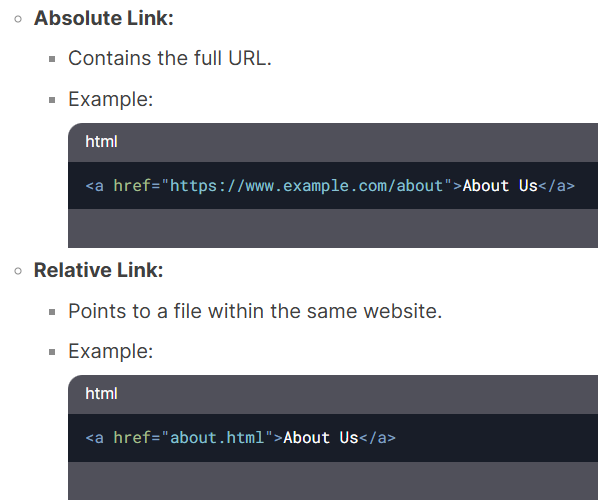 Absolute Link:
Contains the full URL.
Example:
html
<a href="https://www.example.com/about">About Us</a>
Relative Link:
Points to a file within the same website.
Example:
html
<a href="about.html">About Us</a>